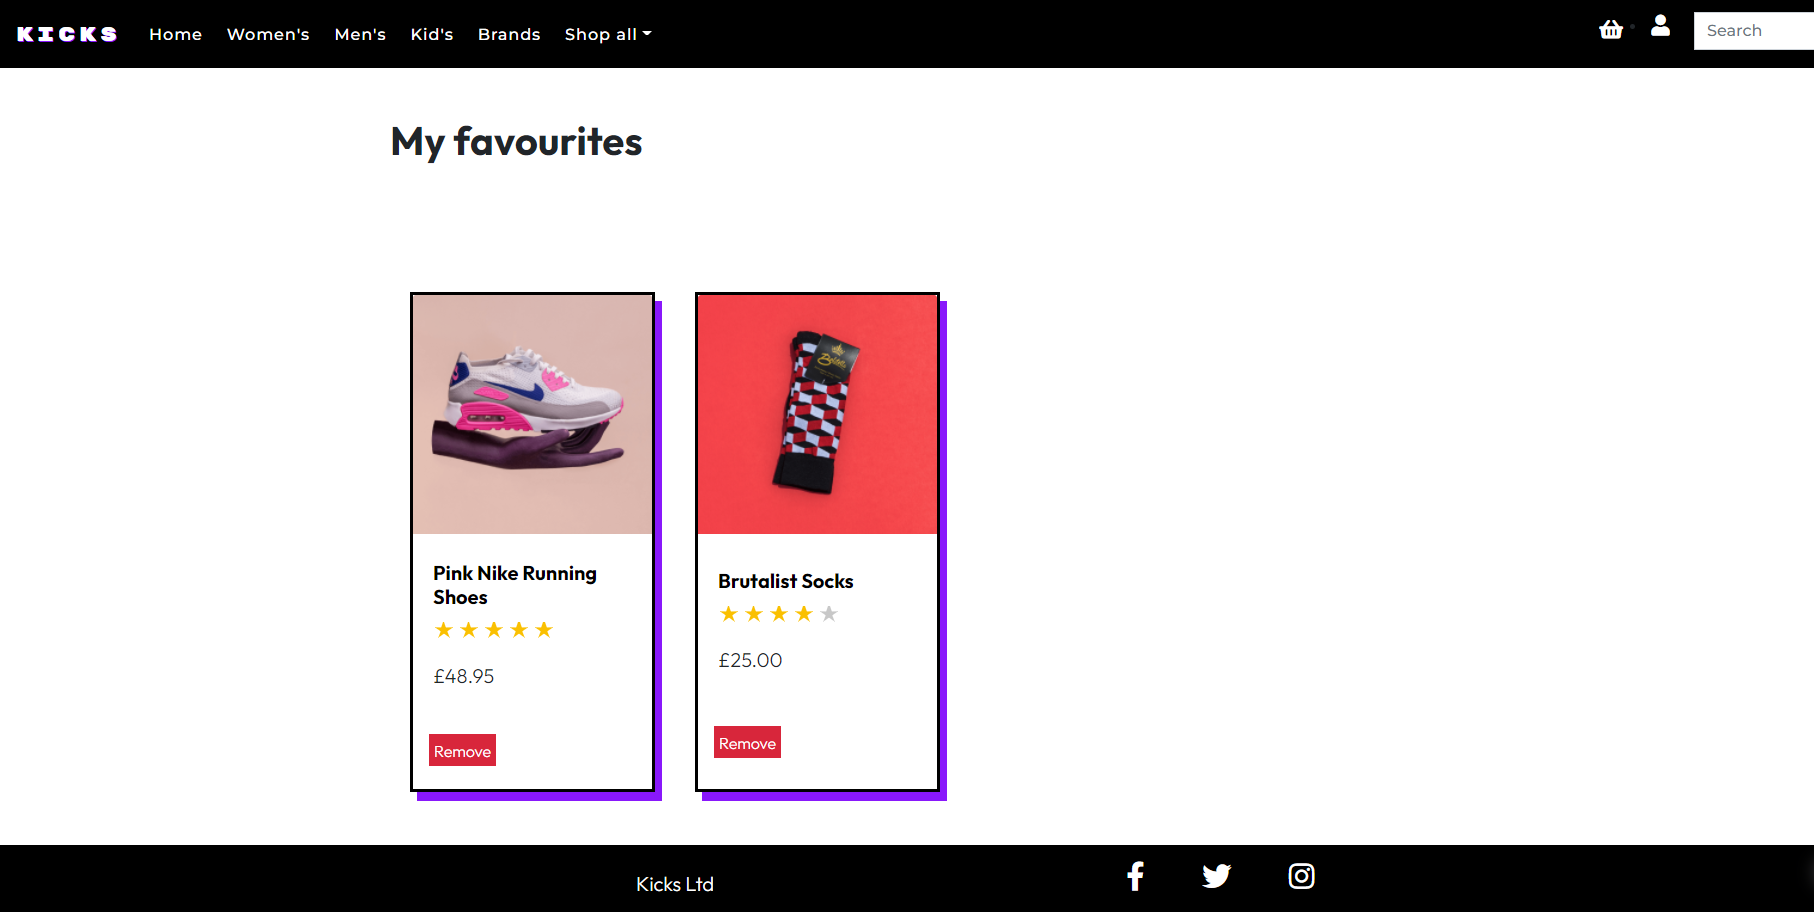 KICKS Home Women's Men's Kid's Brands Shop all Search
My favourites
Pink Nike Running
Shoes
£48.95
Remove
Brutalist Socks
£25.00
Remove
Kicks Ltd